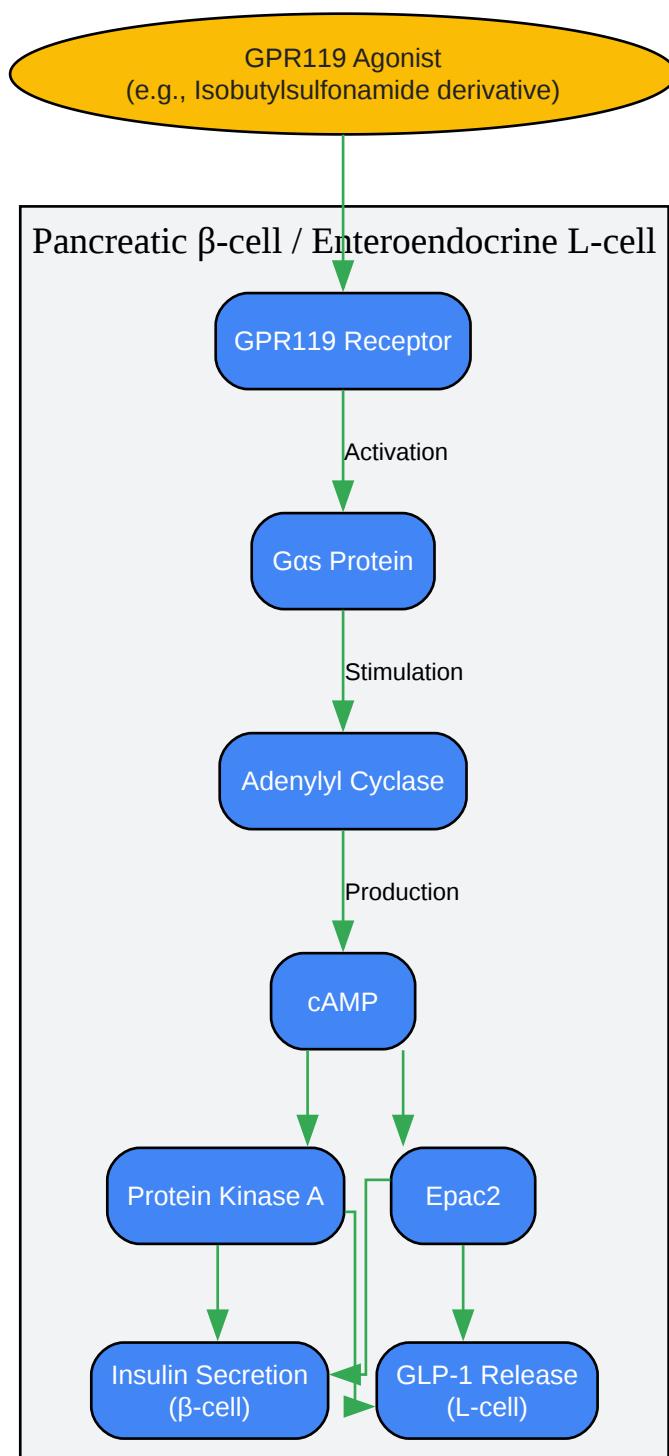 GPR119 Agonist
(e.g., Isobutylsulfonamide derivative)
Pancreatic β-cell / Enteroendocrine L-cell
GPR119 Receptor
Activation
Gαs Protein
Stimulation
Adenylyl Cyclase
Production
cAMP
Protein Kinase A
Epac2
Insulin Secretion
(β-cell)
GLP-1 Release
(L-cell)